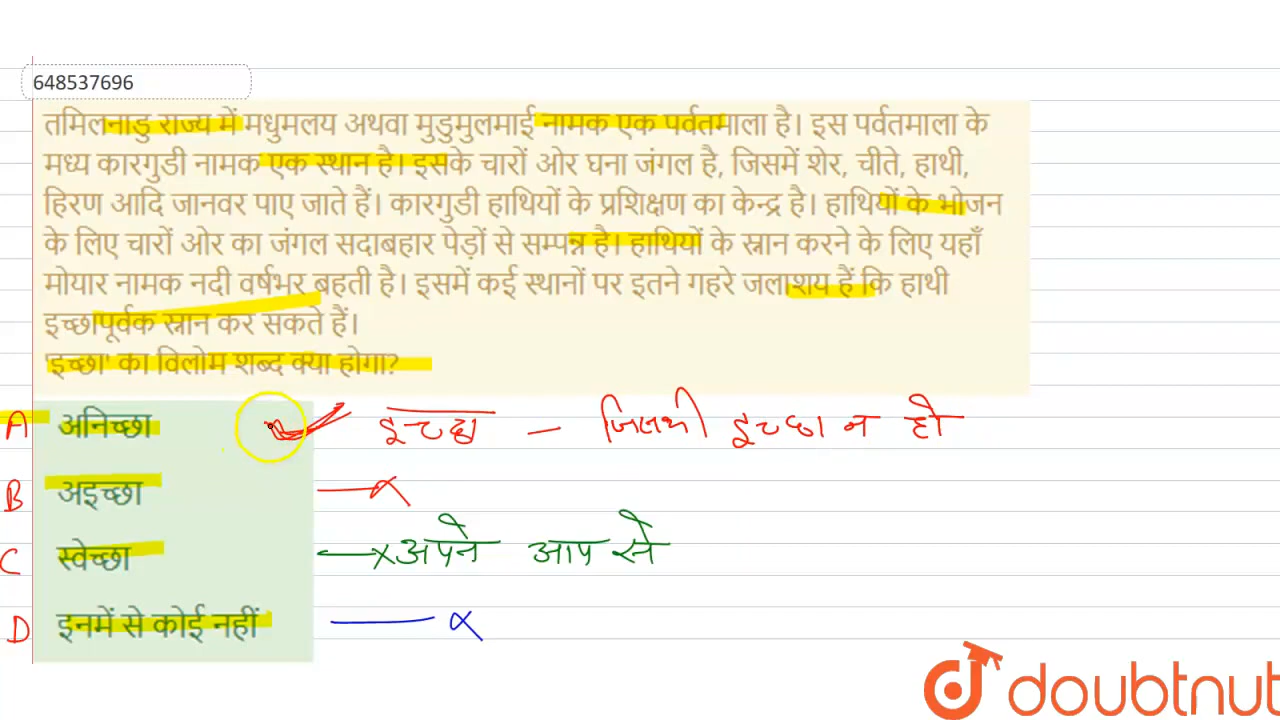 648537696
तमिलनाडु राज्य में मधुमलय अथवा मुडुमुलमाई नामक एक पर्वतमाला है। इस पर्वतमाला के
मध्य कारगुडी नामक एक स्थान है। इसके चारों ओर घना जंगल है, जिसमें शेर, चीते, हाथी,
हिरण आदि जानवर पाए जाते हैं। कारगुडी हाथियों के प्रशिक्षण का केन्द्र है। हाथियों के भोजन
के लिए चारों ओर का जंगल सदाबहार पेड़ों से सम्पन्न है। हाथियों के स्नान करने के लिए यहाँ
मोयार नामक नदी वर्षभर बहती है। इसमें कई स्थानों पर इतने गहरे जलाशय हैं कि हाथी
इच्छापूर्वक स्नान कर सकते हैं।
'इच्छा' का विलोम शब्द क्या होगा?
A अनिच्छा इच्छा - जिसकी इच्छा न हो
B अइच्छा
C स्वेच्छा × अपने आप से
D इनमें से कोई नहीं
doubtnut